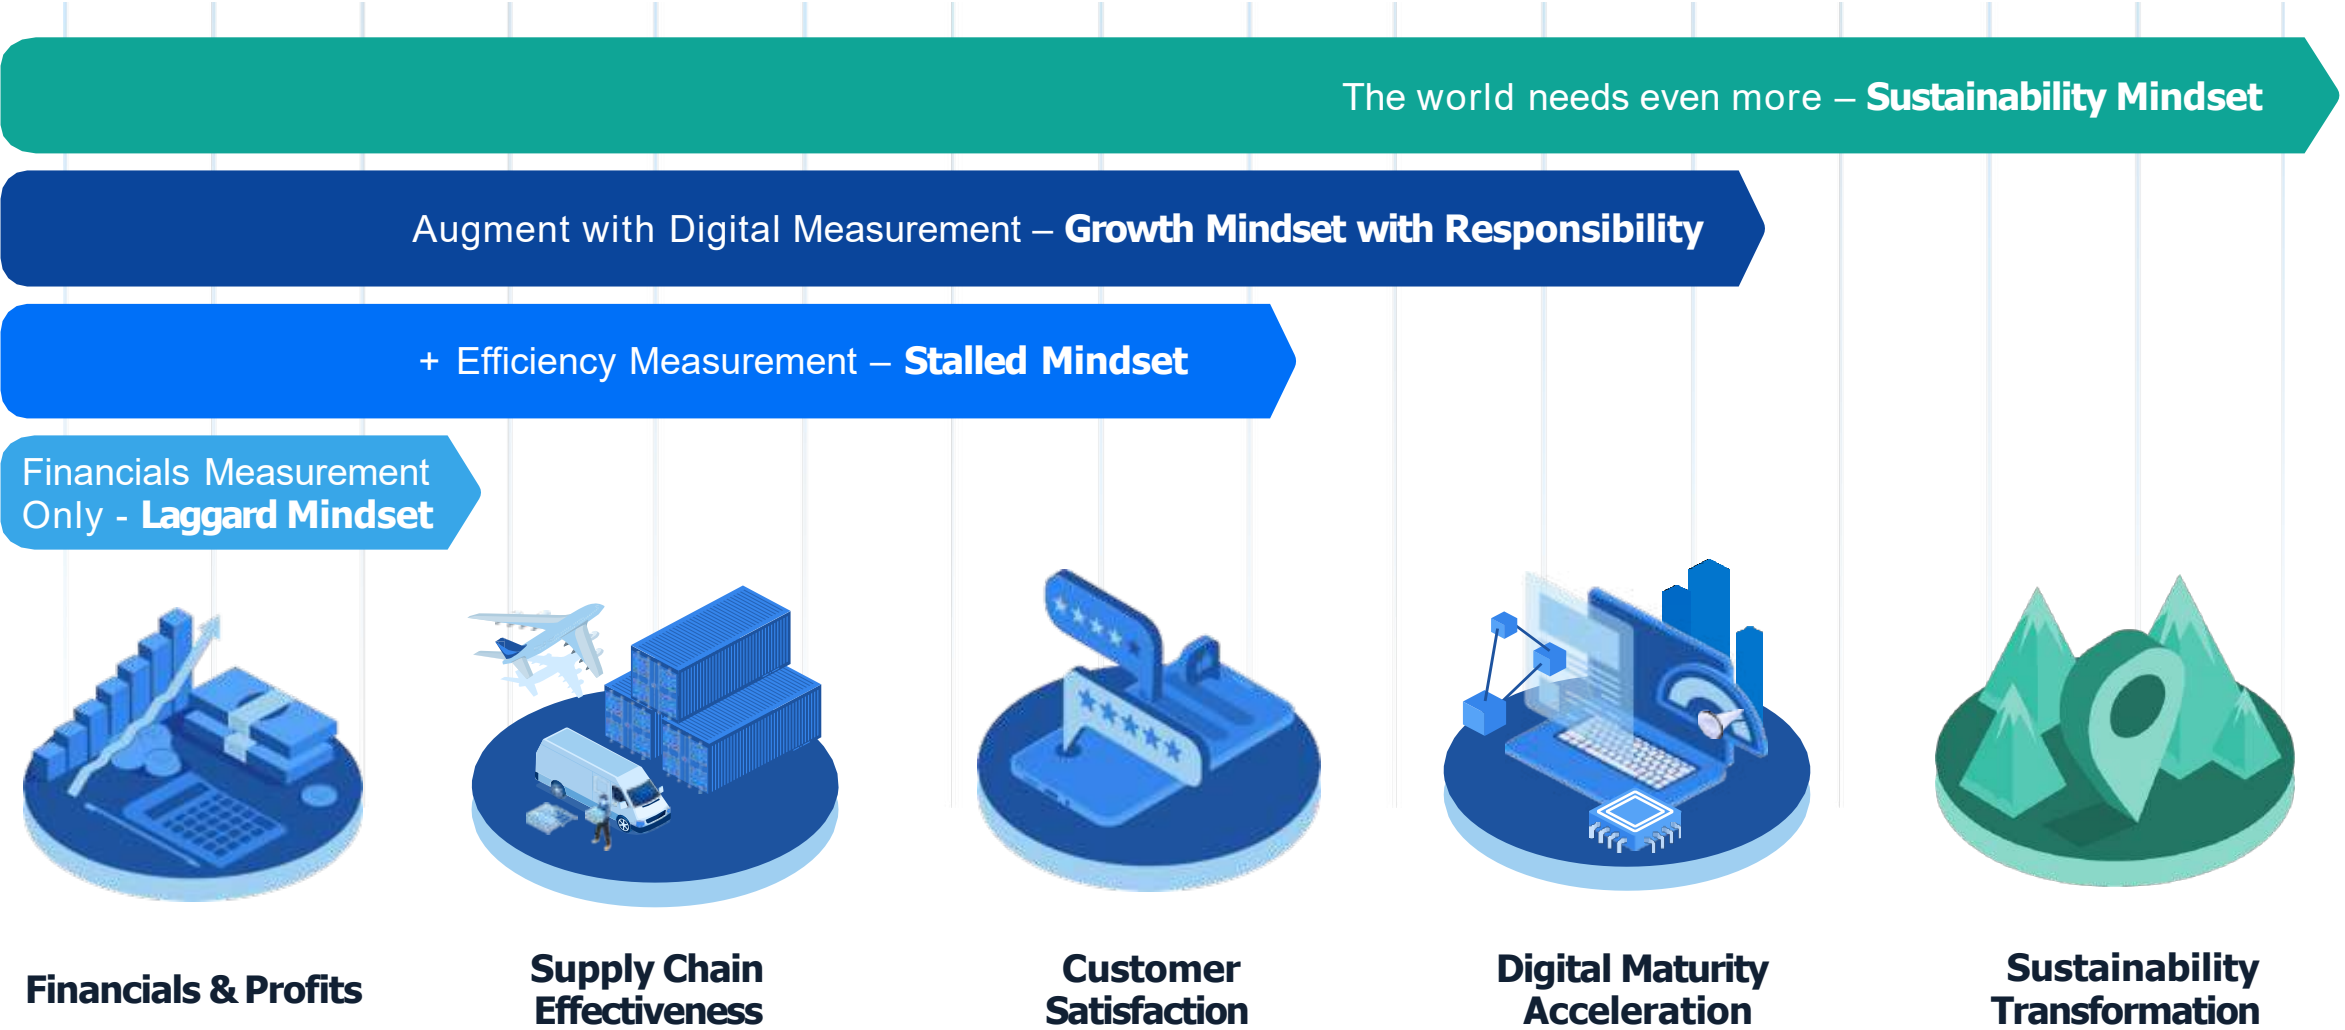 The world needs even more – Sustainability Mindset
Augment with Digital Measurement – Growth Mindset with Responsibility
+ Efficiency Measurement – Stalled Mindset
Financials Measurement
Only - Laggard Mindset
Financials & Profits
Supply Chain
Effectiveness
Customer
Satisfaction
Digital Maturity
Acceleration
Sustainability
Transformation